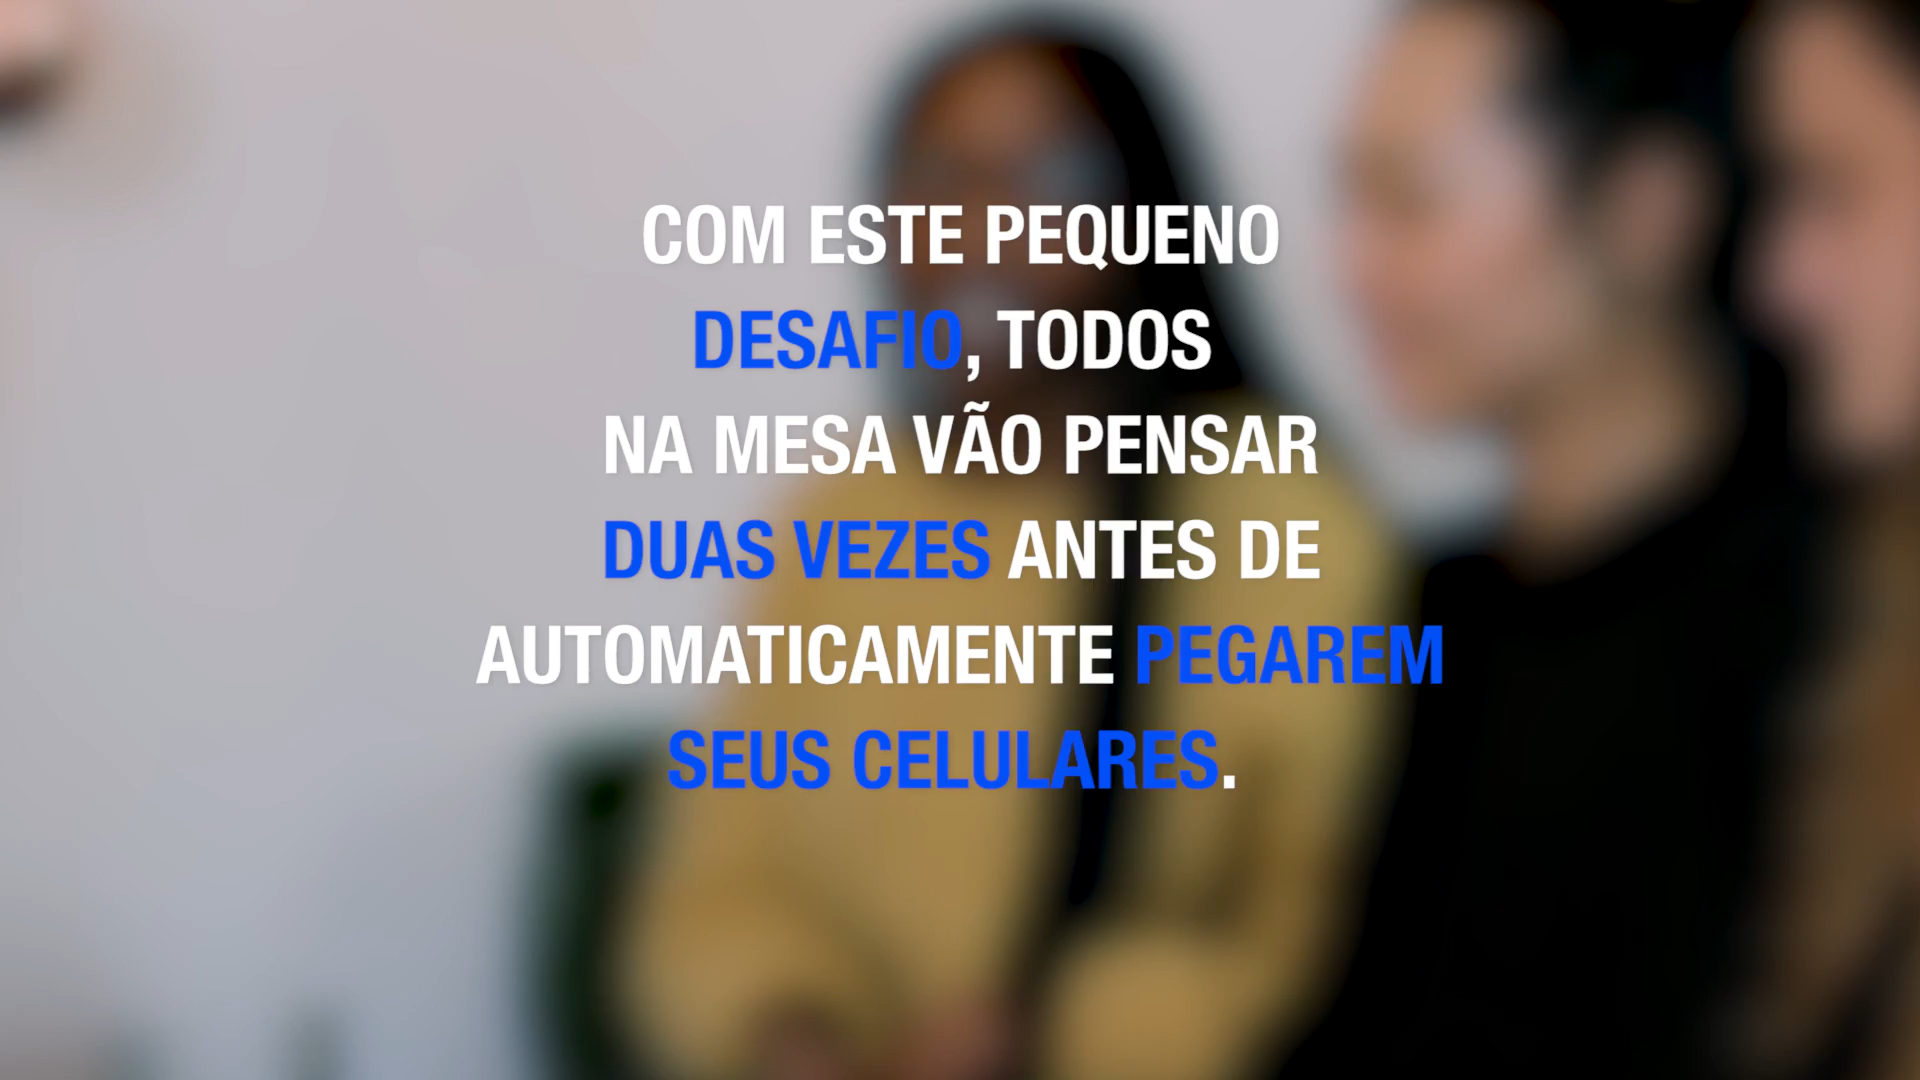 COM ESTE PEQUENO
DESAFIO, TODOS
NA MESA VÃO PENSAR
DUAS VEZES ANTES DE
AUTOMATICAMENTE PEGAREM
SEUS CELULARES.